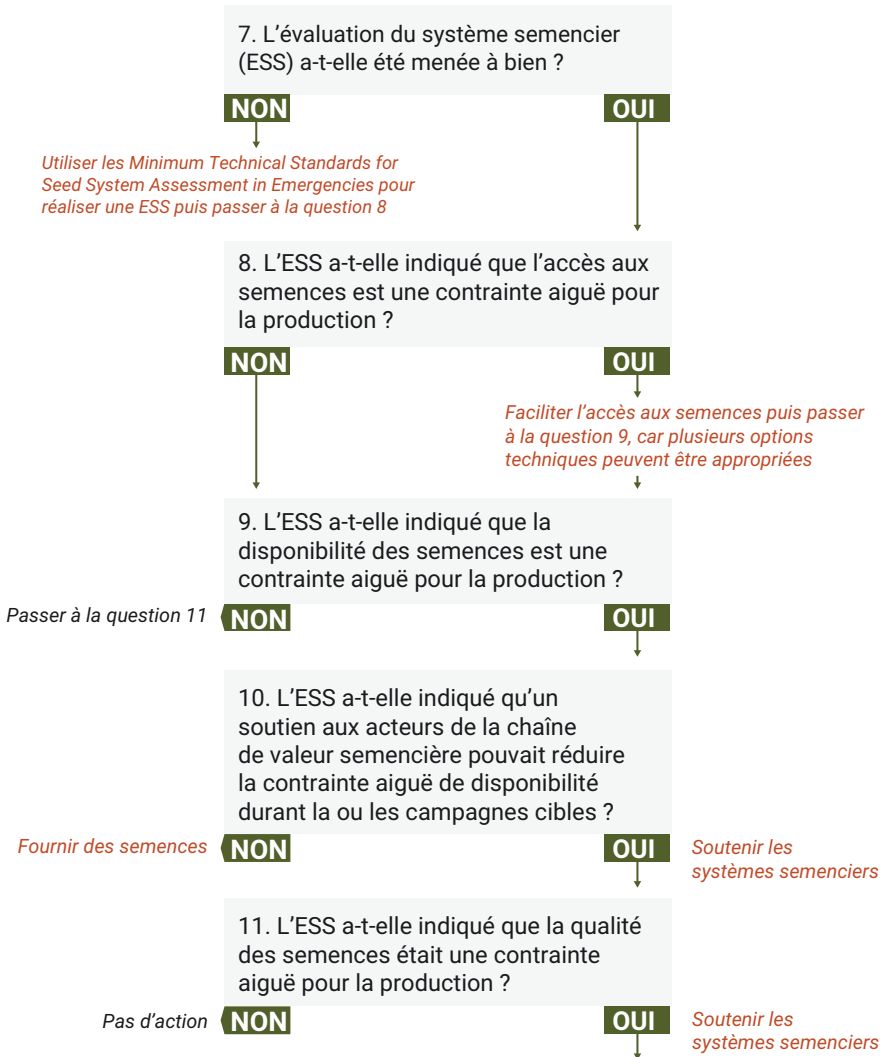 7. L’évaluation du système semencier
(ESS) a-t-elle été menée à bien ?
NON
OUI
Utiliser les Minimum Technical Standards for
Seed System Assessment in Emergencies pour
réaliser une ESS puis passer à la question 8
8. L’ESS a-t-elle indiqué que l’accès aux
semences est une contrainte aiguë pour
la production ?
NON
OUI
Faciliter l’accès aux semences puis passer
à la question 9, car plusieurs options
techniques peuvent être appropriées
9. L’ESS a-t-elle indiqué que la
disponibilité des semences est une
contrainte aiguë pour la production ?
Passer à la question 11
NON
OUI
10. L’ESS a-t-elle indiqué qu’un
soutien aux acteurs de la chaîne
de valeur semencière pouvait réduire
la contrainte aiguë de disponibilité
durant la ou les campagnes cibles ?
Fournir des semences
NON
OUI
Soutenir les
systèmes semenciers
11. L’ESS a-t-elle indiqué que la qualité
des semences était une contrainte
aiguë pour la production ?
Pas d’action
NON
OUI
Soutenir les
systèmes semenciers